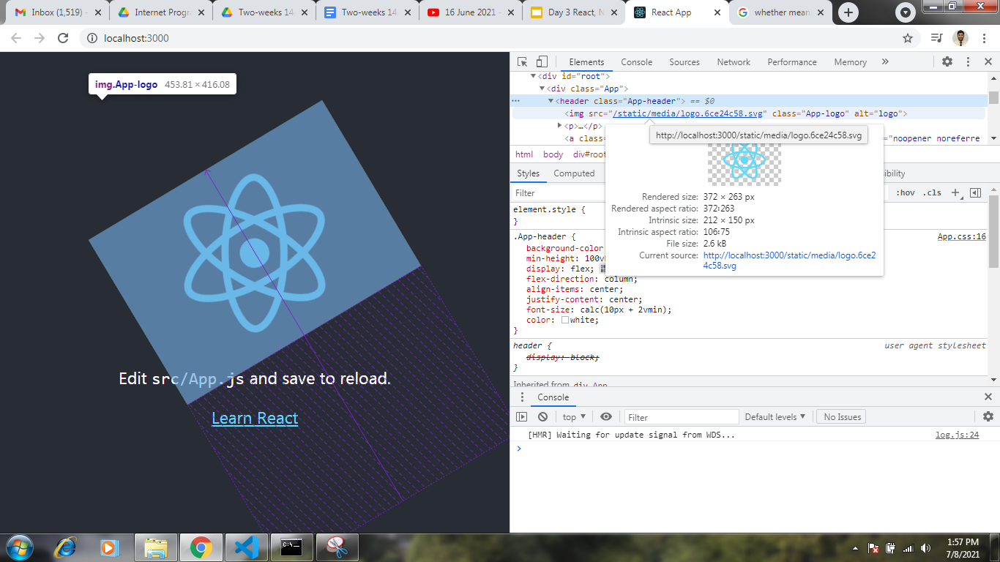 Inbox (1,519) -
Internet Progra
Two-weeks 14
Two-weeks 14
16 June 2021 -
Day 3 React, N
React App
whether mean
localhost:3000
img.App-logo 453.81 × 416.08
Edit src/App.js and save to reload.
Learn React
Elements Console Sources Network Performance Memory »
▼<div id="root">
▼<div class="App">
••• ▼<header class="App-header"> == $0
<img src="/static/media/logo.6ce24c58.svg" class="App-logo" alt="logo">
▶<p>…</p>
<a class "noopener noreferre
http://localhost:3000/static/media/logo.6ce24c58.svg
html body div#root
Styles Computed sibility
Rendered size: 372 × 263 px
Rendered aspect ratio: 372:263
Intrinsic size: 212 × 150 px
Intrinsic aspect ratio: 106:75
File size: 2.6 kB
Current source: http://localhost:3000/static/media/logo.6ce2
4c58.svg
Filter :hov .cls +
element.style {
}
.App-header { App.css:16
background-color
min-height: 100v
display: flex;
flex-direction: column;
align-items: center;
justify-content: center;
font-size: calc(10px + 2vmin);
color: white;
}
header { user agent stylesheet
display: block;
}
Inherited from div.App
Console
top ▼ Filter Default levels ▼ No Issues
[HMR] Waiting for update signal from WDS... log.js:24
>
1:57 PM
7/8/2021